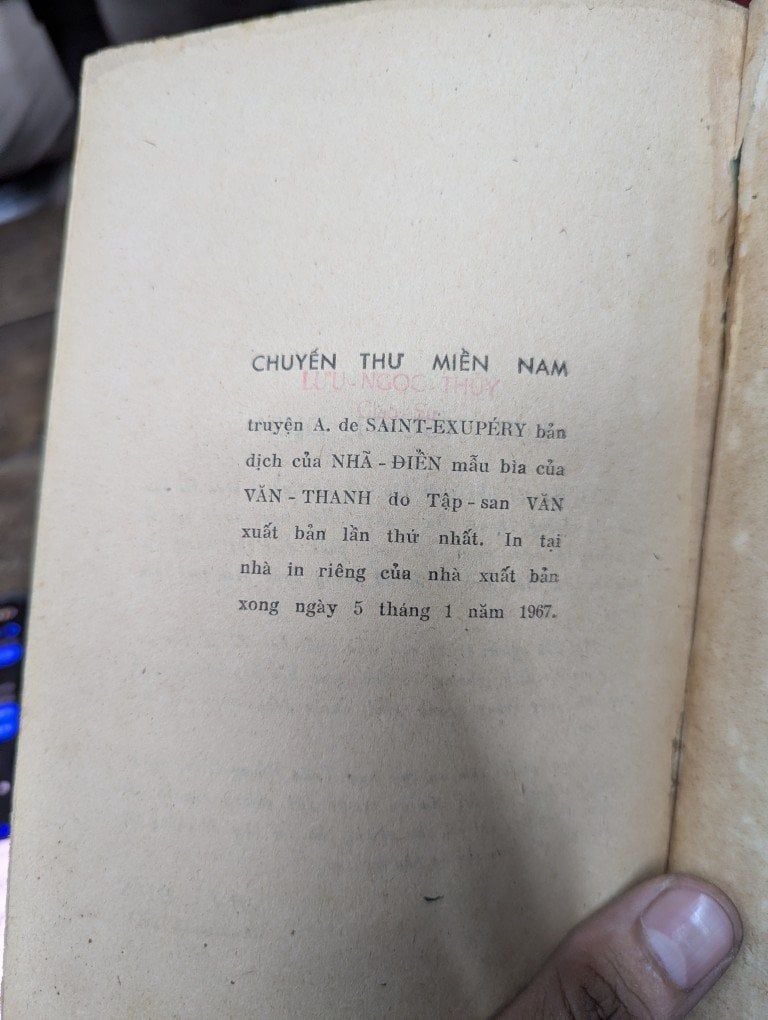 CHUYẾN THƯ MIỀN NAM
LƯU-NGỌC-THỦY
truyện A. de SAINT-EXUPÉRY bản
dịch của NHÃ - ĐIỀN mẫu bìa của
VĂN - THANH do Tập - san VĂN
xuất bản lần thứ nhất. In tại
nhà in riêng của nhà xuất bản
xong ngày 5 tháng 1 năm 1967.